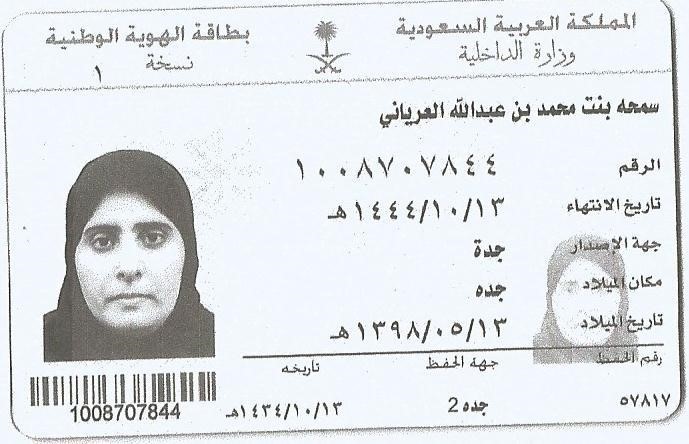 المملكة العربية السعودية
وزارة الداخلية
بطاقة الهوية الوطنية
نسخة
١
سمحه بنت محمد بن عبدالله العرياني
الرقم ١٠٠٨٧٠٧٨٤٤
تاريخ الانتهاء ١٤٤٤/١٠/١٣هـ
جهة الإصدار جدة
مكان الميلاد جده
تاريخ الميلاد ١٣٩٨/٠٥/١٣هـ
رقم الحفظ جهة الحفظ تاريخه
٥٧٨١٧ جده 2 ١٤٣٤/١٠/١٣هـ
1008707844